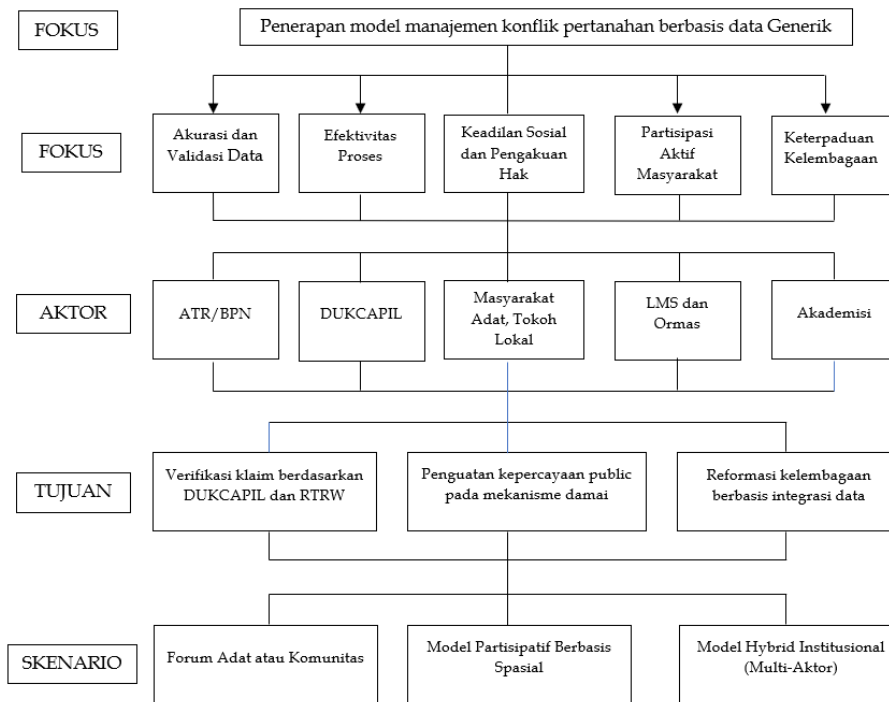 FOKUS
Penerapan model manajemen konflik pertanahan berbasis data Generik
FOKUS
Akurasi dan
Validasi Data
Efektivitas
Proses
Keadilan Sosial
dan Pengakuan
Hak
Partisipasi
Aktif
Masyarakat
Keterpaduan
Kelembagaan
AKTOR
ATR/BPN
DUKCAPIL
Masyarakat
Adat, Tokoh
Lokal
LMS dan
Ormas
Akademisi
TUJUAN
Verifikasi klaim berdasarkan
DUKCAPIL dan RTRW
Penguatan kepercayaan public
pada mekanisme damai
Reformasi kelembagaan
berbasis integrasi data
SKENARIO
Forum Adat atau Komunitas
Model Partisipatif Berbasis
Spasial
Model Hybrid Institusional
(Multi-Aktor)